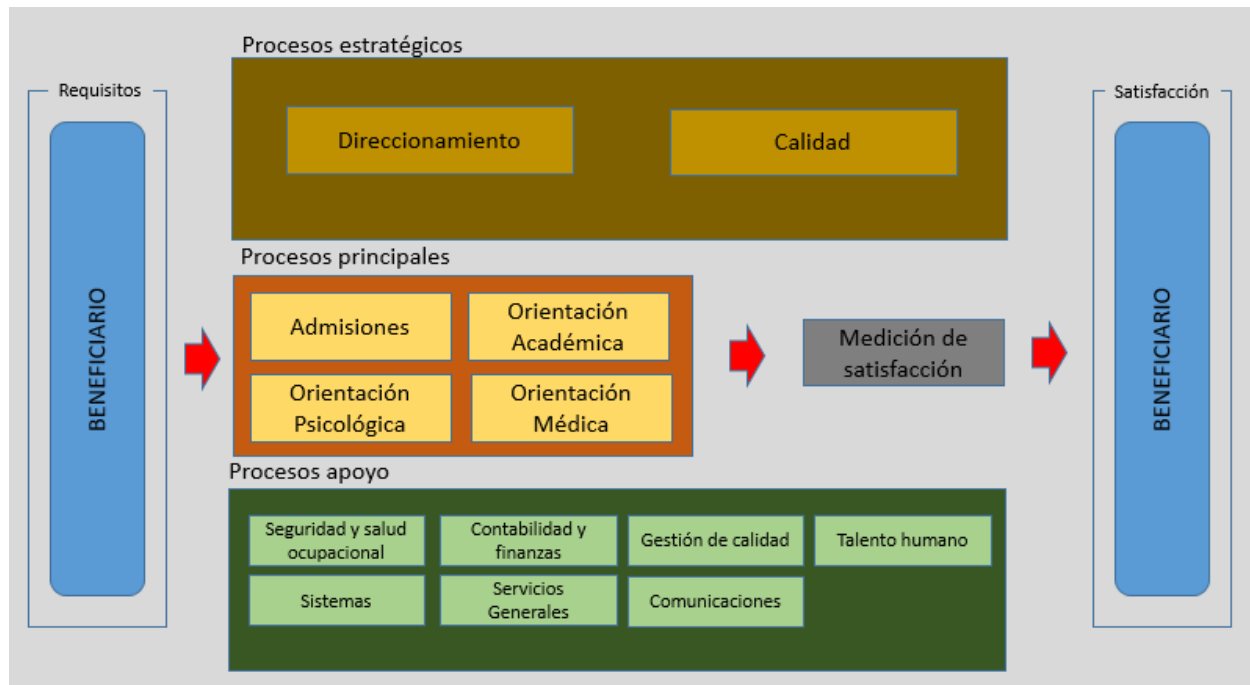 Procesos estratégicos
Requisitos
Satisfacción
Direccionamiento
Calidad
Procesos principales
BENEFICIARIO
Admisiones
Orientación
Académica
Orientación
Psicológica
Orientación
Médica
Medición de
satisfacción
BENEFICIARIO
Procesos apoyo
Seguridad y salud
ocupacional
Contabilidad y
finanzas
Gestión de calidad
Talento humano
Sistemas
Servicios
Generales
Comunicaciones